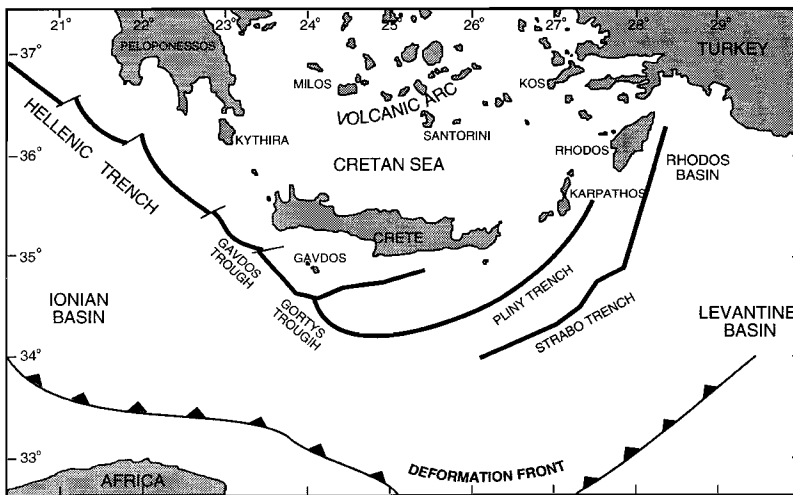 21° 22° 23° 24° 25° 26° 27° 28° 29°
37°
PELOPONESSOS
TURKEY
MILOS
KOS
VOLCANIC ARC
HELLENIC TRENCH
KYTHIRA
SANTORINI
36°
RHODOS
CRETAN SEA
RHODOS
BASIN
KARPATHOS
CRETE
35°
GAVDOS
TROUGH
GAVDOS
IONIAN
BASIN
GORTYS
TROUGIH
PLINY TRENCH
STRABO TRENCH
LEVANTINE
BASIN
34°
33°
AFRICA
DEFORMATION FRONT